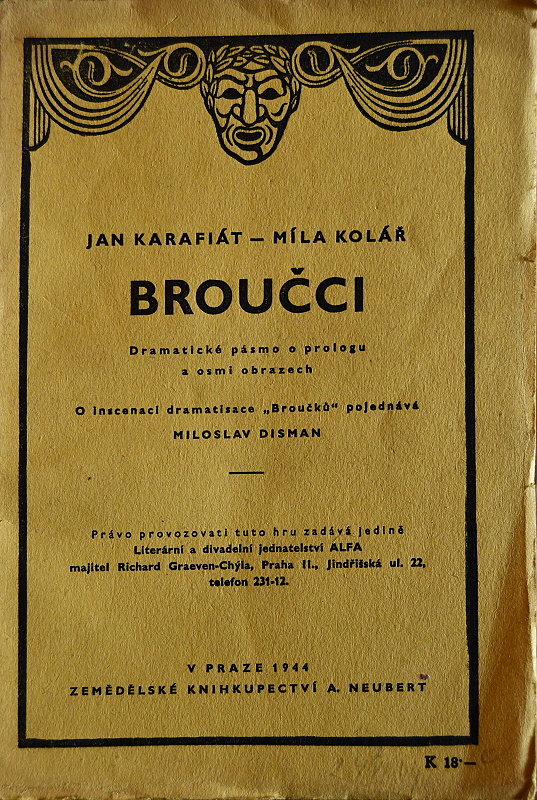 JAN KARAFIÁT — MÍLA KOLÁŘ
BROUČCI
Dramatické pásmo o prologu
a osmi obrazech
O inscenaci dramatisace „Broučků“ pojednává
MILOSLAV DISMAN
Právo provozovati tuto hru zadává jedině
Literární a divadelní jednatelství ALFA
majitel Richard Graeven-Chýla, Praha II., Jindřišská ul. 22,
telefon 231-12.
V PRAZE 1944
ZEMĚDĚLSKÉ KNIHKUPECTVÍ A. NEUBERT
K 18·—